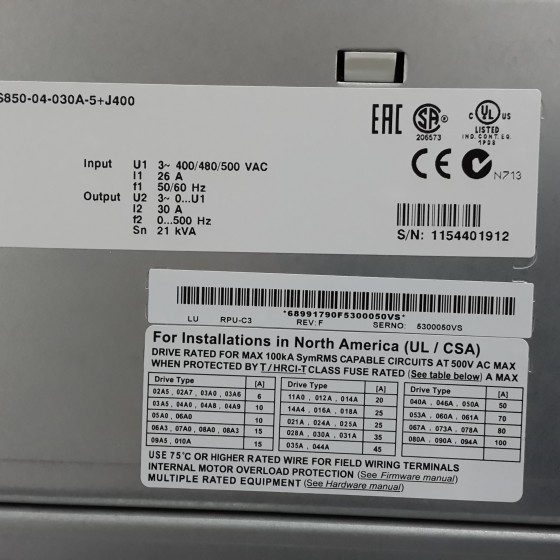 S850-04-030A-5+J400
EAC
SA ®
206573
C UL US
LISTED
IND. CONT. EQ.
1PD8
CE
N713
Input U1 3~ 400/480/500 VAC
I1 26 A
f1 50/60 Hz
Output U2 3~ 0...U1
I2 30 A
f2 0...500 Hz
Sn 21 kVA
S/N: 1154401912
*68991790F5300050VS*
LU RPU-C3 REV:F SERNO: 5300050VS
For Installations in North America (UL / CSA)
DRIVE RATED FOR MAX 100kA SymRMS CAPABLE CIRCUITS AT 500V AC MAX
WHEN PROTECTED BY T / HRCI-T CLASS FUSE RATED (See table below) A MAX
Drive Type [A] Drive Type [A] Drive Type [A]
02A5 , 02A7 , 03A0 , 03A6 6 11A0 , 012A , 014A 20 040A , 046A , 050A 50
03A5 , 04A0 , 04A8 , 04A9 10 14A4 , 016A , 018A 25 053A , 060A , 061A 70
05A0 , 06A0 10 021A , 024A , 025A 25 067A , 073A , 078A 80
06A3 , 07A0 , 08A0 , 08A3 15 028A , 030A , 031A 35 080A , 090A , 094A 100
09A5 , 010A 15 035A , 044A 45
USE 75°C OR HIGHER RATED WIRE FOR FIELD WIRING TERMINALS
INTERNAL MOTOR OVERLOAD PROTECTION (See Firmware manual)
MULTIPLE RATED EQUIPMENT (See Hardware manual)